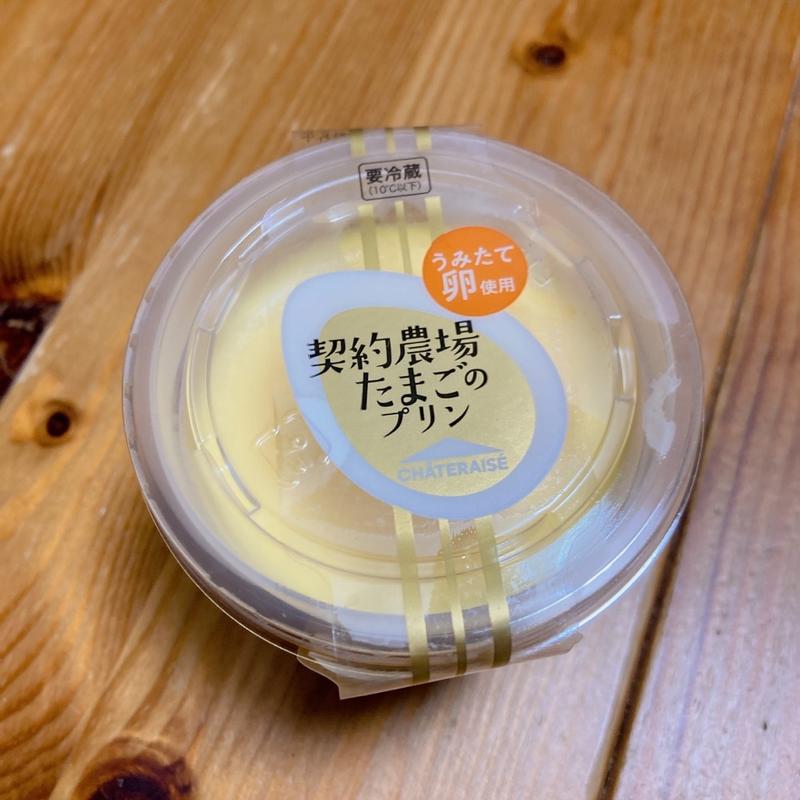 要冷蔵
(10℃以下)
うみたて
卵使用
契約農場
たまごの
プリン
CHÂTERAISÉ